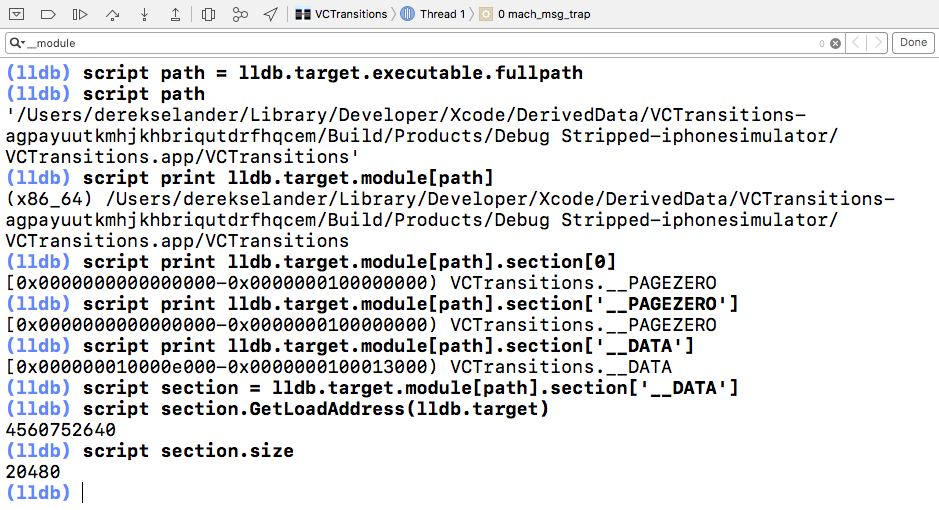 VCTransitions Thread 1 0 mach_msg_trap
__module 0 Done
(lldb) script path = lldb.target.executable.fullpath
(lldb) script path
'/Users/derekselander/Library/Developer/Xcode/DerivedData/VCTransitions-
agpayuutkmhjkhbriqutdrfhqcem/Build/Products/Debug Stripped-iphonesimulator/
VCTransitions.app/VCTransitions'
(lldb) script print lldb.target.module[path]
(x86_64) /Users/derekselander/Library/Developer/Xcode/DerivedData/VCTransitions-
agpayuutkmhjkhbriqutdrfhqcem/Build/Products/Debug Stripped-iphonesimulator/
VCTransitions.app/VCTransitions
(lldb) script print lldb.target.module[path].section[0]
[0x0000000000000000-0x0000000100000000) VCTransitions.__PAGEZERO
(lldb) script print lldb.target.module[path].section['__PAGEZERO']
[0x0000000000000000-0x0000000100000000) VCTransitions.__PAGEZERO
(lldb) script print lldb.target.module[path].section['__DATA']
[0x000000010000e000-0x0000000100013000) VCTransitions.__DATA
(lldb) script section = lldb.target.module[path].section['__DATA']
(lldb) script section.GetLoadAddress(lldb.target)
4560752640
(lldb) script section.size
20480
(lldb)